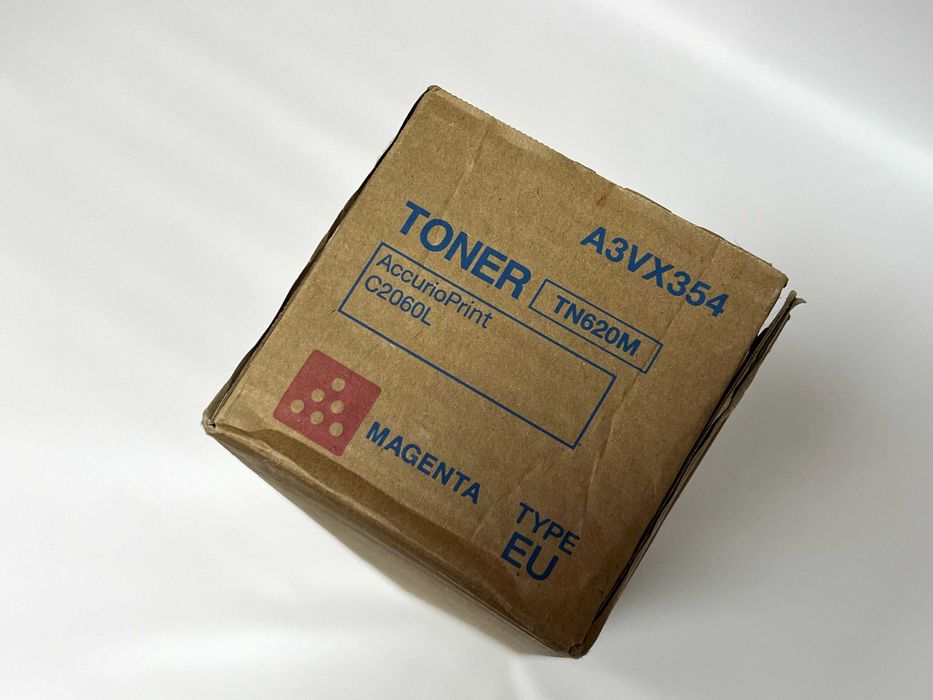 A3VX354
TONER TN620M
AccurioPrint
C2060L
MAGENTA
TYPE
EU